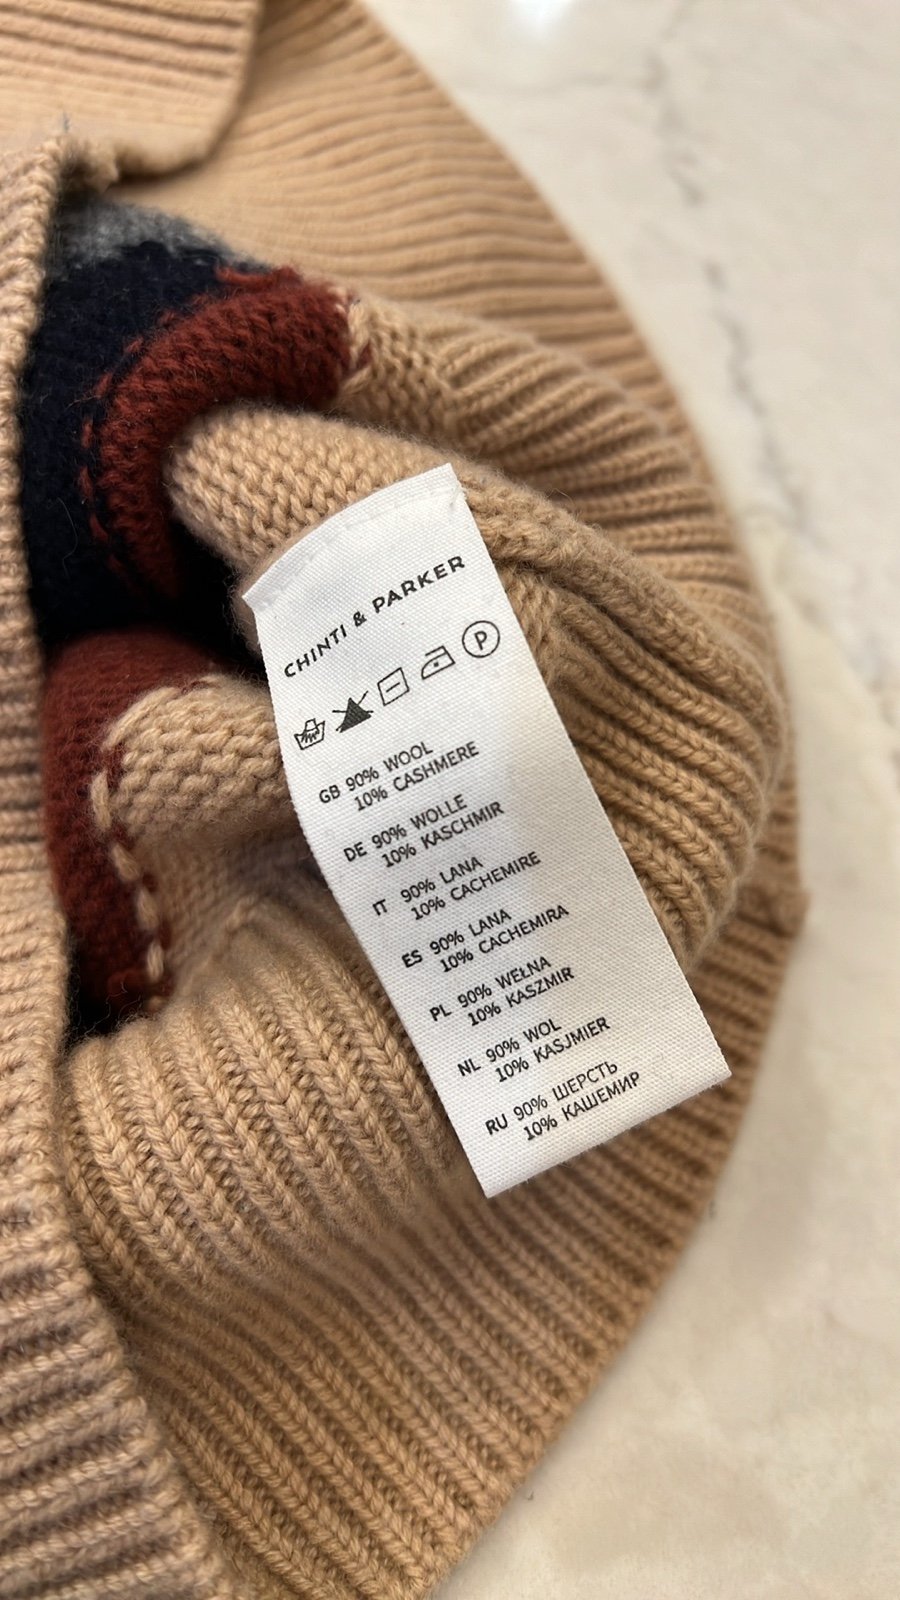 CHINTI & PARKER
P
GB 90% WOOL
10% CASHMERE
DE 90% WOLLE
10% KASCHMIR
IT 90% LANA
10% CACHEMIRE
ES 90% LANA
10% CACHEMIRA
PL 90% WEŁNA
10% KASZMIR
NL 90% WOL
10% KASJMIER
RU 90% ШЕРСТЬ
10% КАШЕМИР